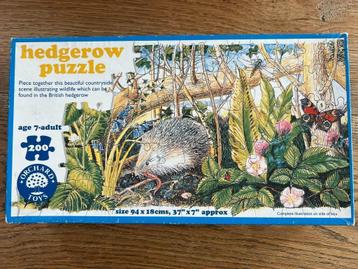 hedgerow
puzzle
Piece together this beautiful countryside
scene illustrating wildlife which can be
found in the British hedgerow
age 7-adult
200
ORCHARD
TOYS
size 94 x 18cms, 37" x 7" approx
Complete illustration on side of box